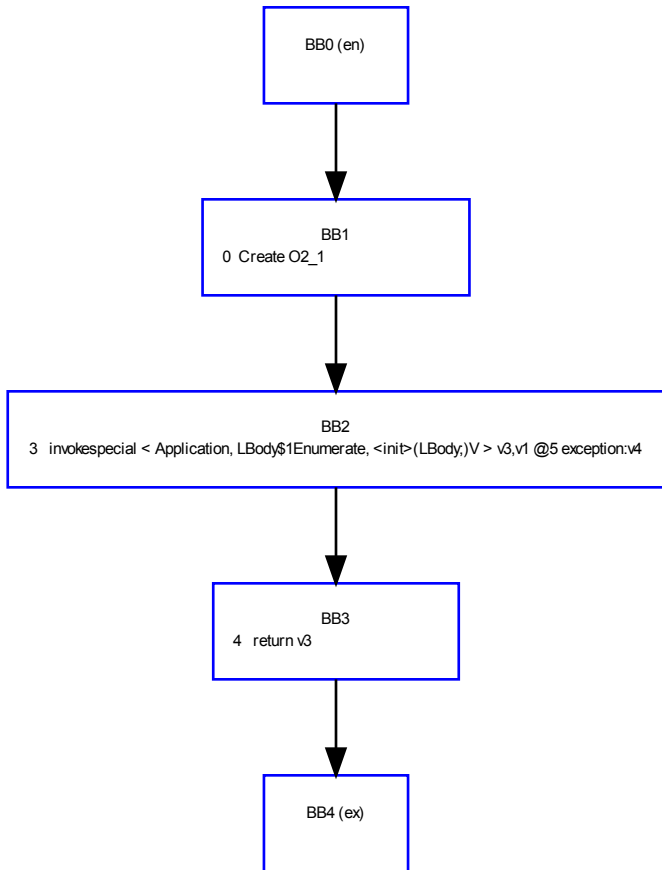 BB0 (en)
BB1
0 Create O2_1
BB2
3 invokespecial < Application, LBody$1Enumerate, <init>(LBody;)V > v3,v1 @5 exception:v4
BB3
4 return v3
BB4 (ex)